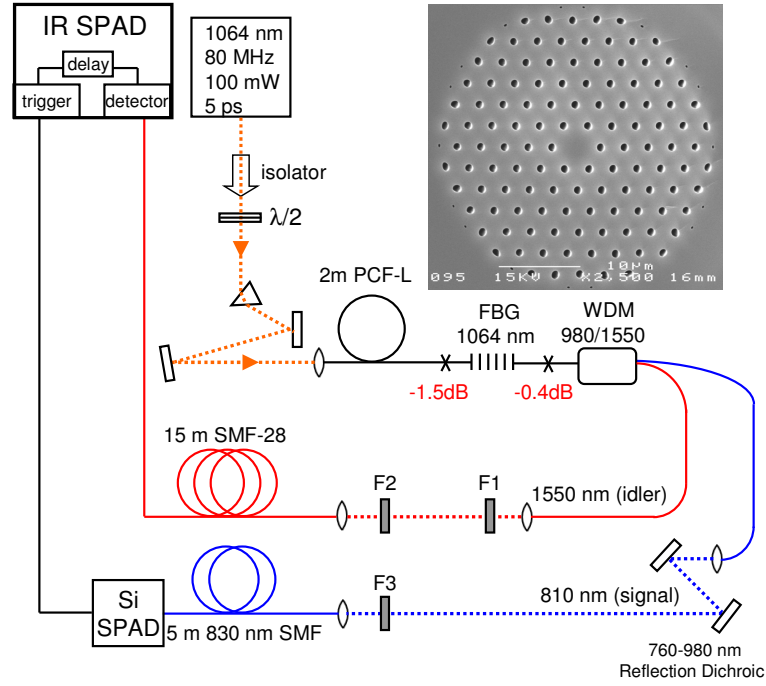 IR SPAD
delay
trigger
detector
1064 nm
80 MHz
100 mW
5 ps
isolator
λ/2
2m PCF-L
FBG
1064 nm
WDM
980/1550
-1.5dB
-0.4dB
10μm
095 15KV X2,500 16mm
15 m SMF-28
F2
F1
1550 nm (idler)
Si
SPAD
5 m 830 nm SMF
F3
810 nm (signal)
760-980 nm
Reflection Dichroic